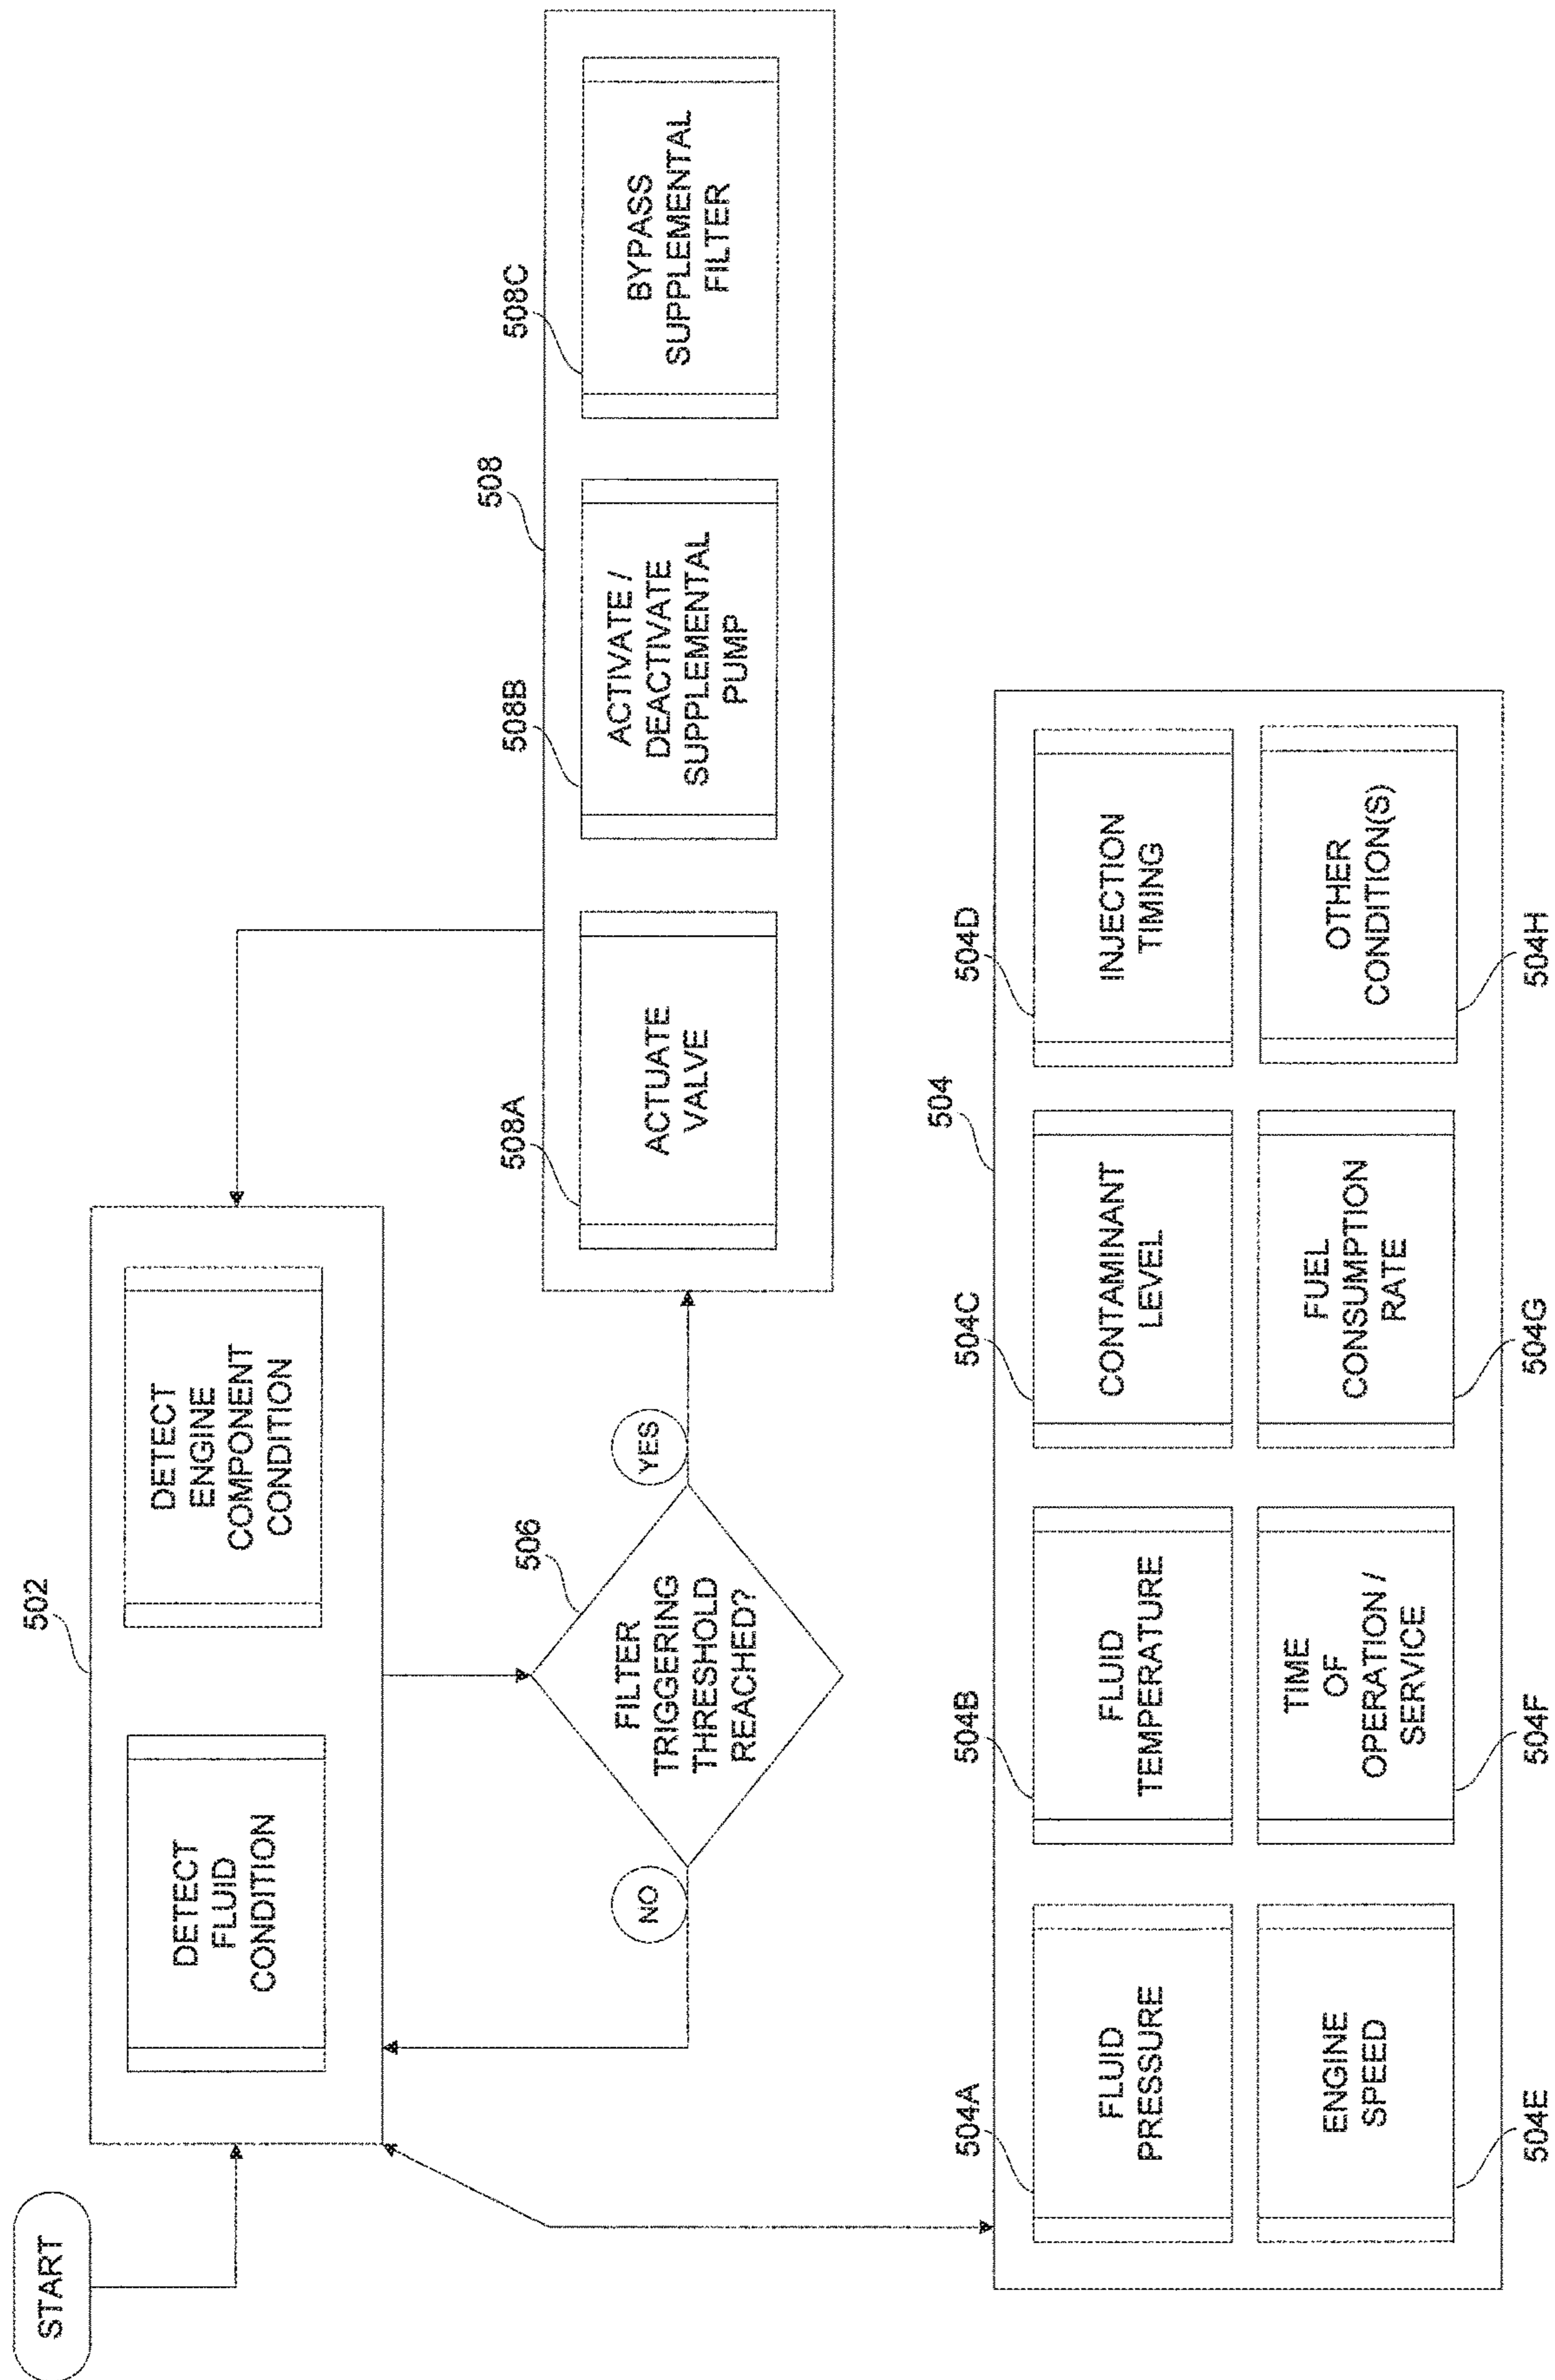 START
502
DETECT
FLUID
CONDITION
DETECT
ENGINE
COMPONENT
CONDITION
506
FILTER
TRIGGERING
THRESHOLD
REACHED?
NO
YES
508
508A
ACTUATE
VALVE
508B
ACTIVATE /
DEACTIVATE
SUPPLEMENTAL
PUMP
508C
BYPASS
SUPPLEMENTAL
FILTER
504
504A
FLUID
PRESSURE
504B
FLUID
TEMPERATURE
504C
CONTAMINANT
LEVEL
504D
INJECTION
TIMING
ENGINE
SPEED
504E
TIME
OF
OPERATION /
SERVICE
504F
FUEL
CONSUMPTION
RATE
504G
OTHER
CONDITION(S)
504H